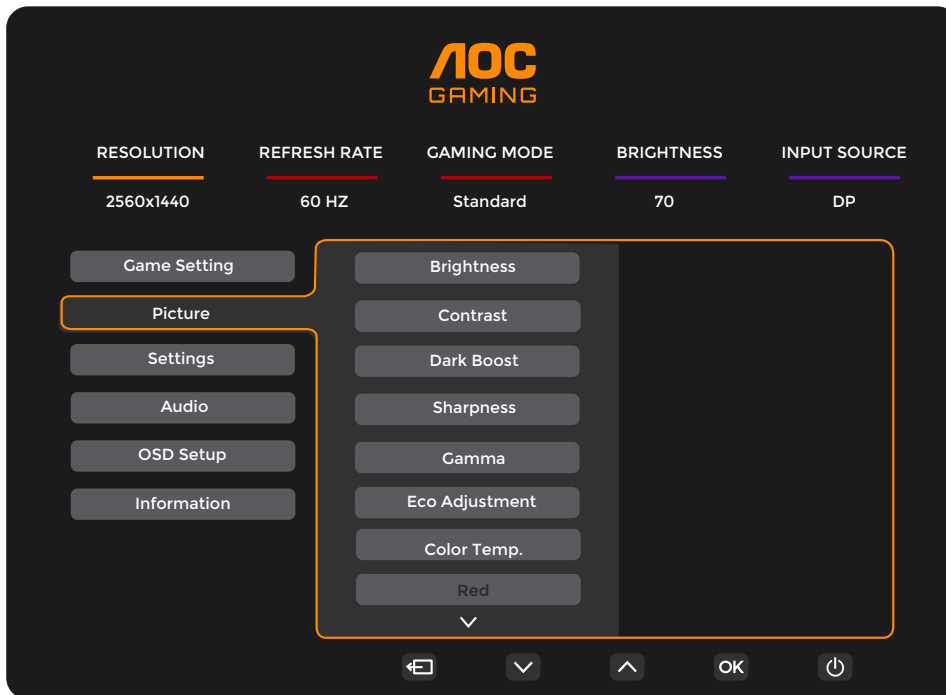 AOC
GAMING
RESOLUTION REFRESH RATE GAMING MODE BRIGHTNESS INPUT SOURCE
2560x1440 60 HZ Standard 70 DP
Game Setting
Picture
Settings
Audio
OSD Setup
Information
Brightness
Contrast
Dark Boost
Sharpness
Gamma
Eco Adjustment
Color Temp.
Red
OK